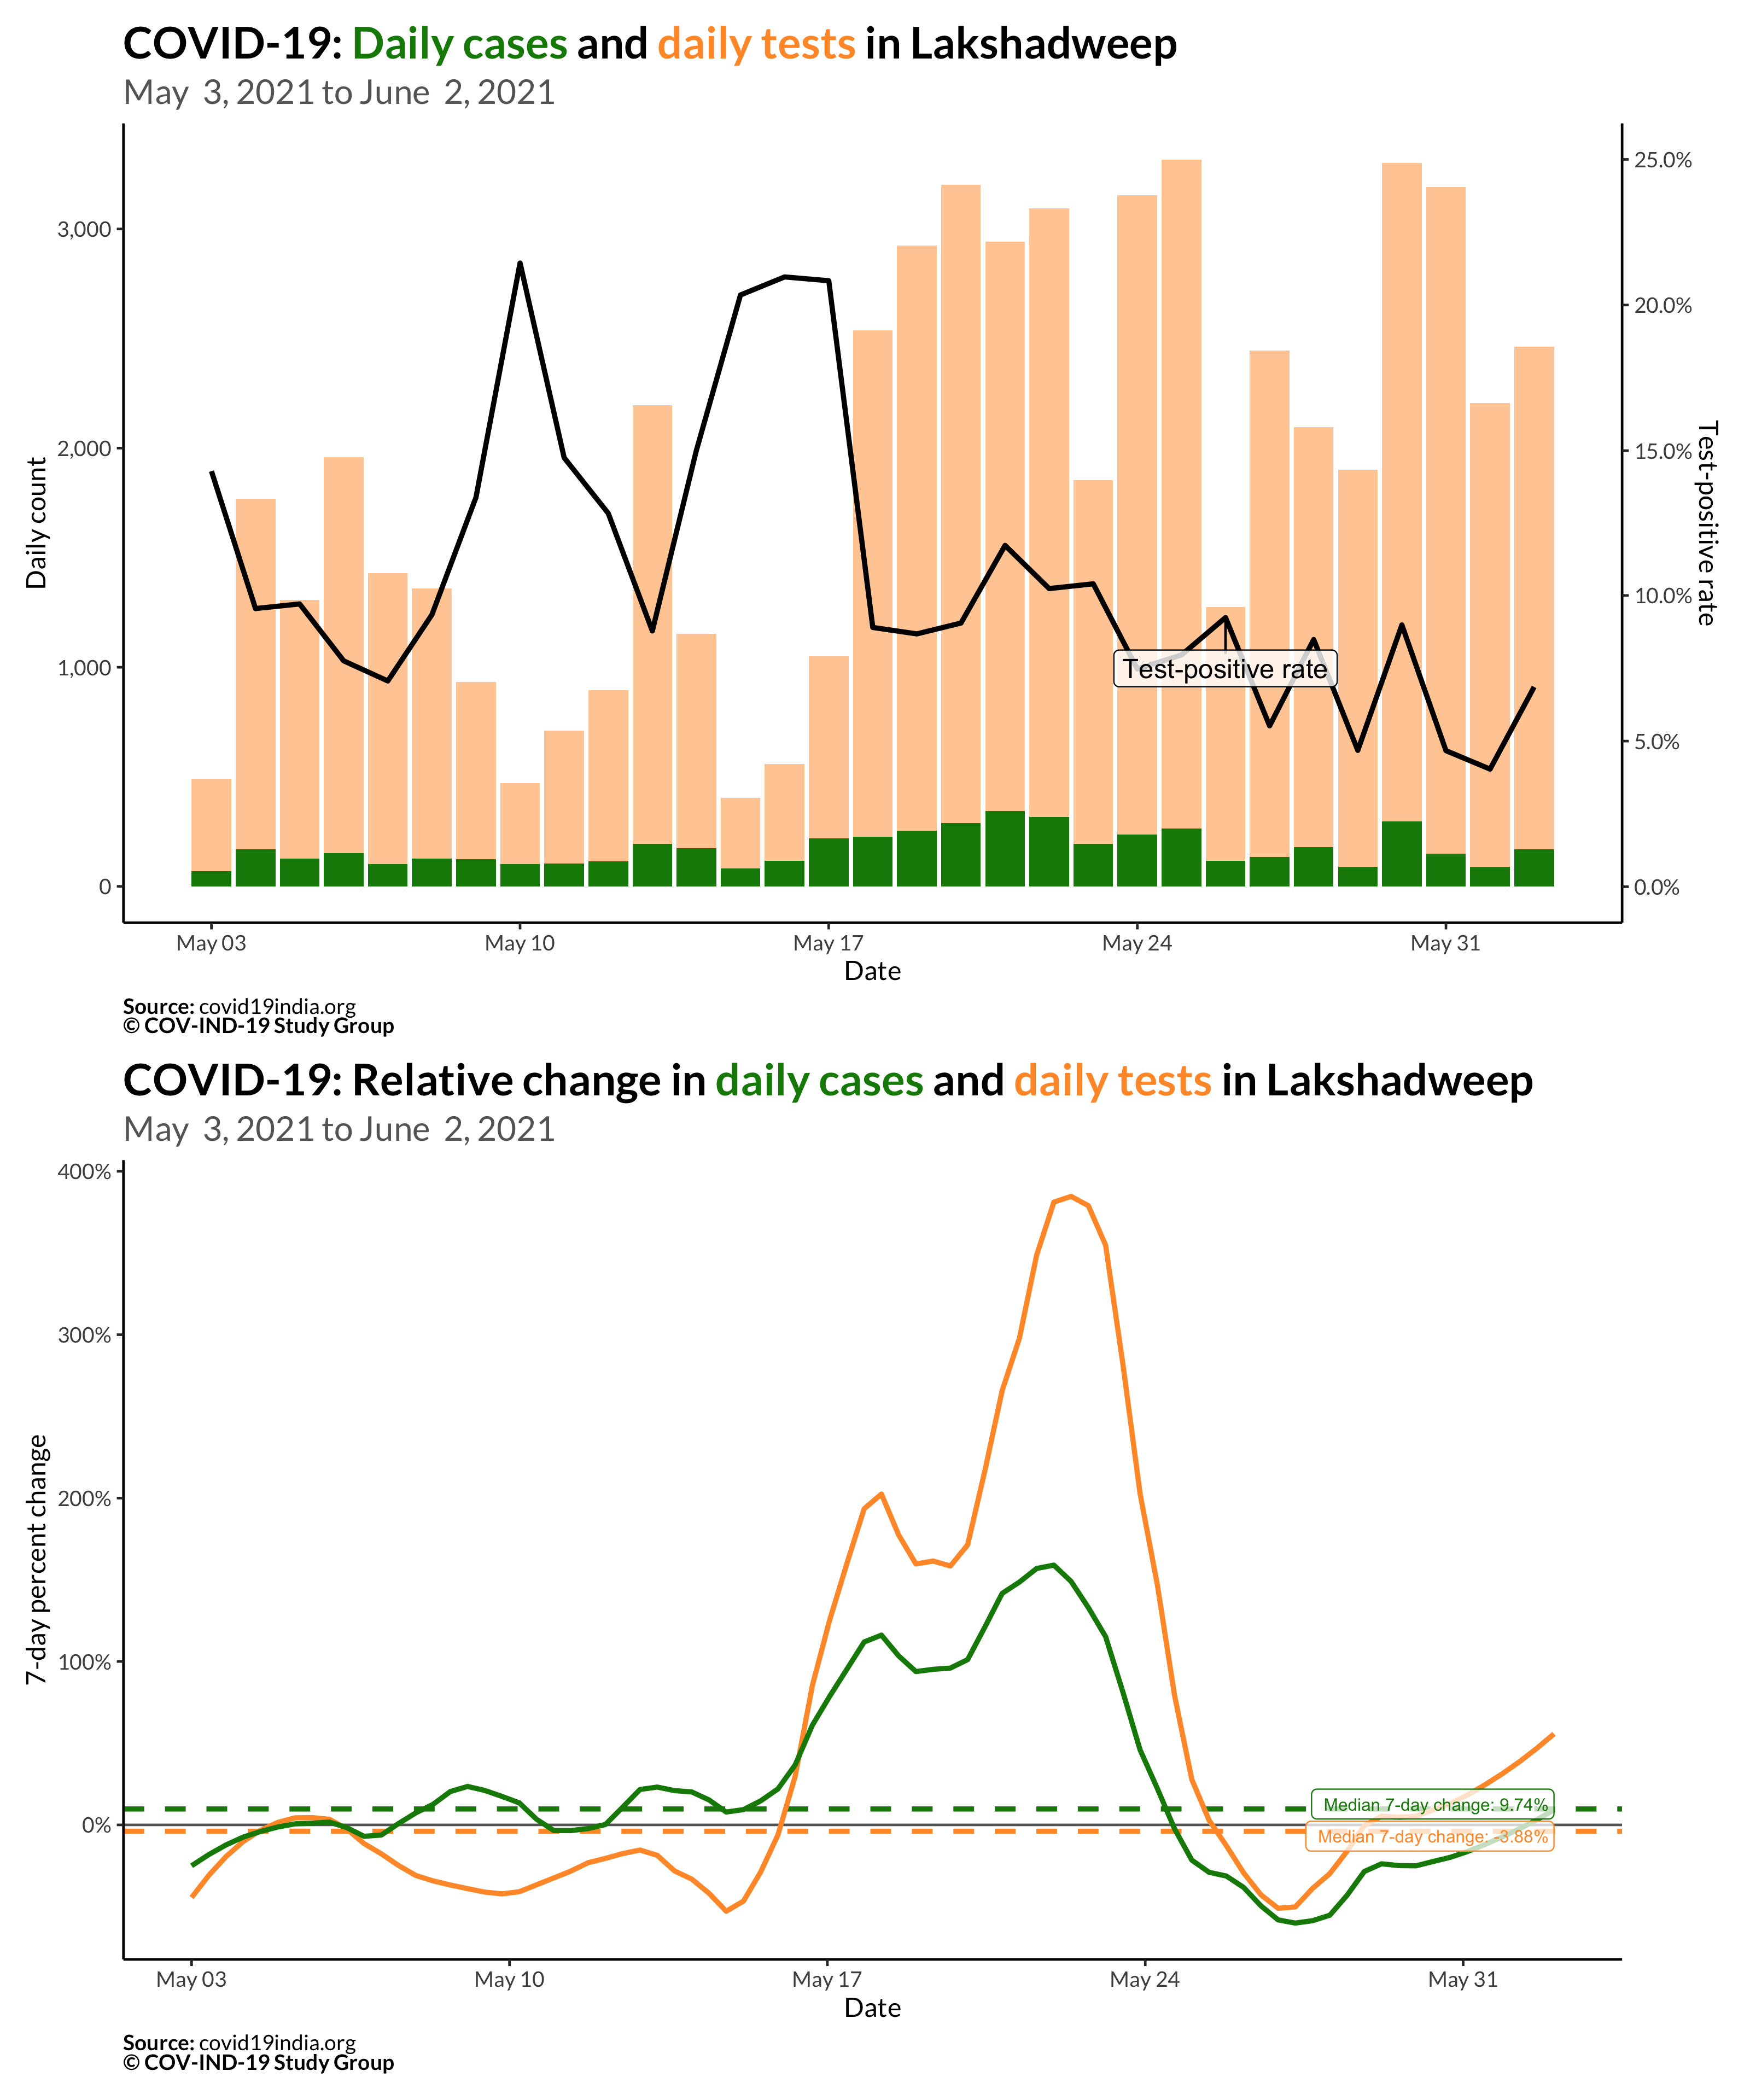 COVID-19: Daily cases and daily tests in Lakshadweep
May 3, 2021 to June 2, 2021
Daily count
3,000
2,000
1,000
0
25.0%
20.0%
15.0%
10.0%
5.0%
0.0%
Test-positive rate
Test-positive rate
May 03
May 10
May 17
May 24
May 31
Date
Source: covid19india.org
© COV-IND-19 Study Group
COVID-19: Relative change in daily cases and daily tests in Lakshadweep
May 3, 2021 to June 2, 2021
7-day percent change
400%
300%
200%
100%
0%
Median 7-day change: 9.74%
Median 7-day change: -3.88%
May 03
May 10
May 17
May 24
May 31
Date
Source: covid19india.org
© COV-IND-19 Study Group